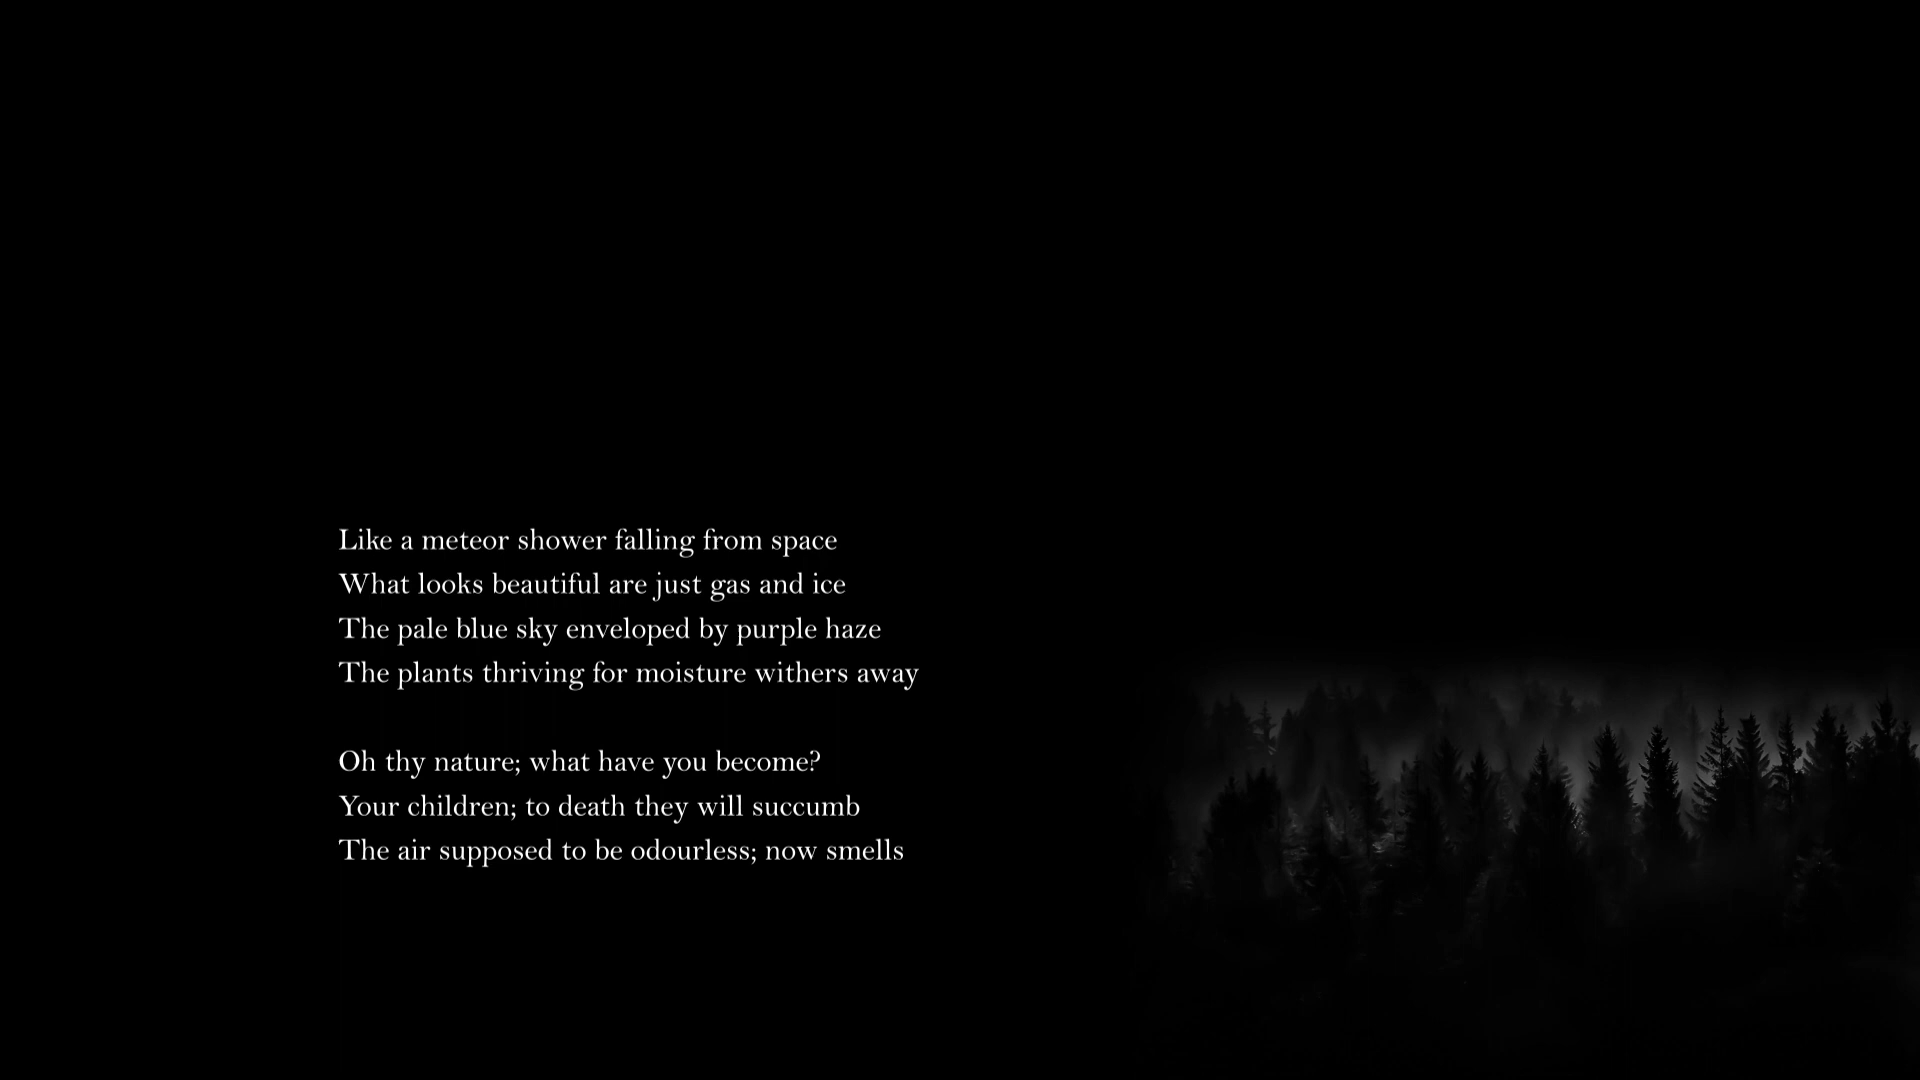 Like a meteor shower falling from space
What looks beautiful are just gas and ice
The pale blue sky enveloped by purple haze
The plants thriving for moisture withers away
Oh thy nature; what have you become?
Your children; to death they will succumb
The air supposed to be odourless; now smells